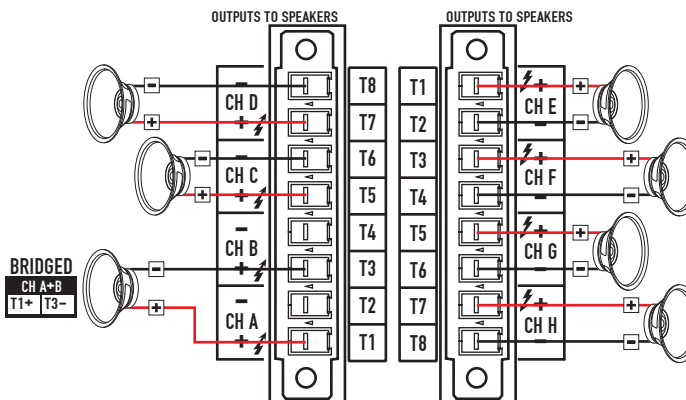 OUTPUTS TO SPEAKERS
OUTPUTS TO SPEAKERS
- - T8 T1 + +
CH D CH E
+ + T7 T2 - -
- - T6 T3 + +
CH C CH F
+ + T5 T4 - -
- T4 T5 + +
CH B CH G
- + T3 T6 - -
BRIDGED
CH A+B
T1+ T3-
- T2 T7 + +
+ CH A CH H
+ T1 T8 - -